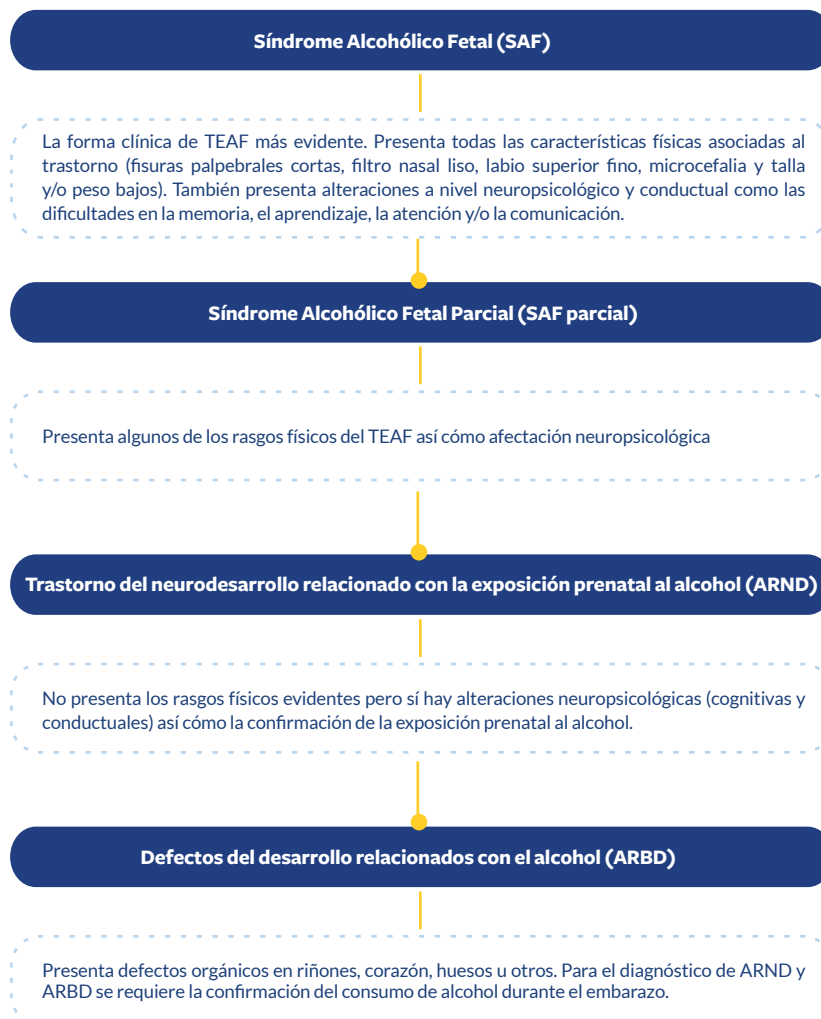 Síndrome Alcohólico Fetal (SAF)
La forma clínica de TEAF más evidente. Presenta todas las características físicas asociadas al
trastorno (fisuras palpebrales cortas, filtro nasal liso, labio superior fino, microcefalia y talla
y/o peso bajos). También presenta alteraciones a nivel neuropsicológico y conductual como las
dificultades en la memoria, el aprendizaje, la atención y/o la comunicación.
Síndrome Alcohólico Fetal Parcial (SAF parcial)
Presenta algunos de los rasgos físicos del TEAF así cómo afectación neuropsicológica
Trastorno del neurodesarrollo relacionado con la exposición prenatal al alcohol (ARND)
No presenta los rasgos físicos evidentes pero sí hay alteraciones neuropsicológicas (cognitivas y
conductuales) así cómo la confirmación de la exposición prenatal al alcohol.
Defectos del desarrollo relacionados con el alcohol (ARBD)
Presenta defectos orgánicos en riñones, corazón, huesos u otros. Para el diagnóstico de ARND y
ARBD se requiere la confirmación del consumo de alcohol durante el embarazo.